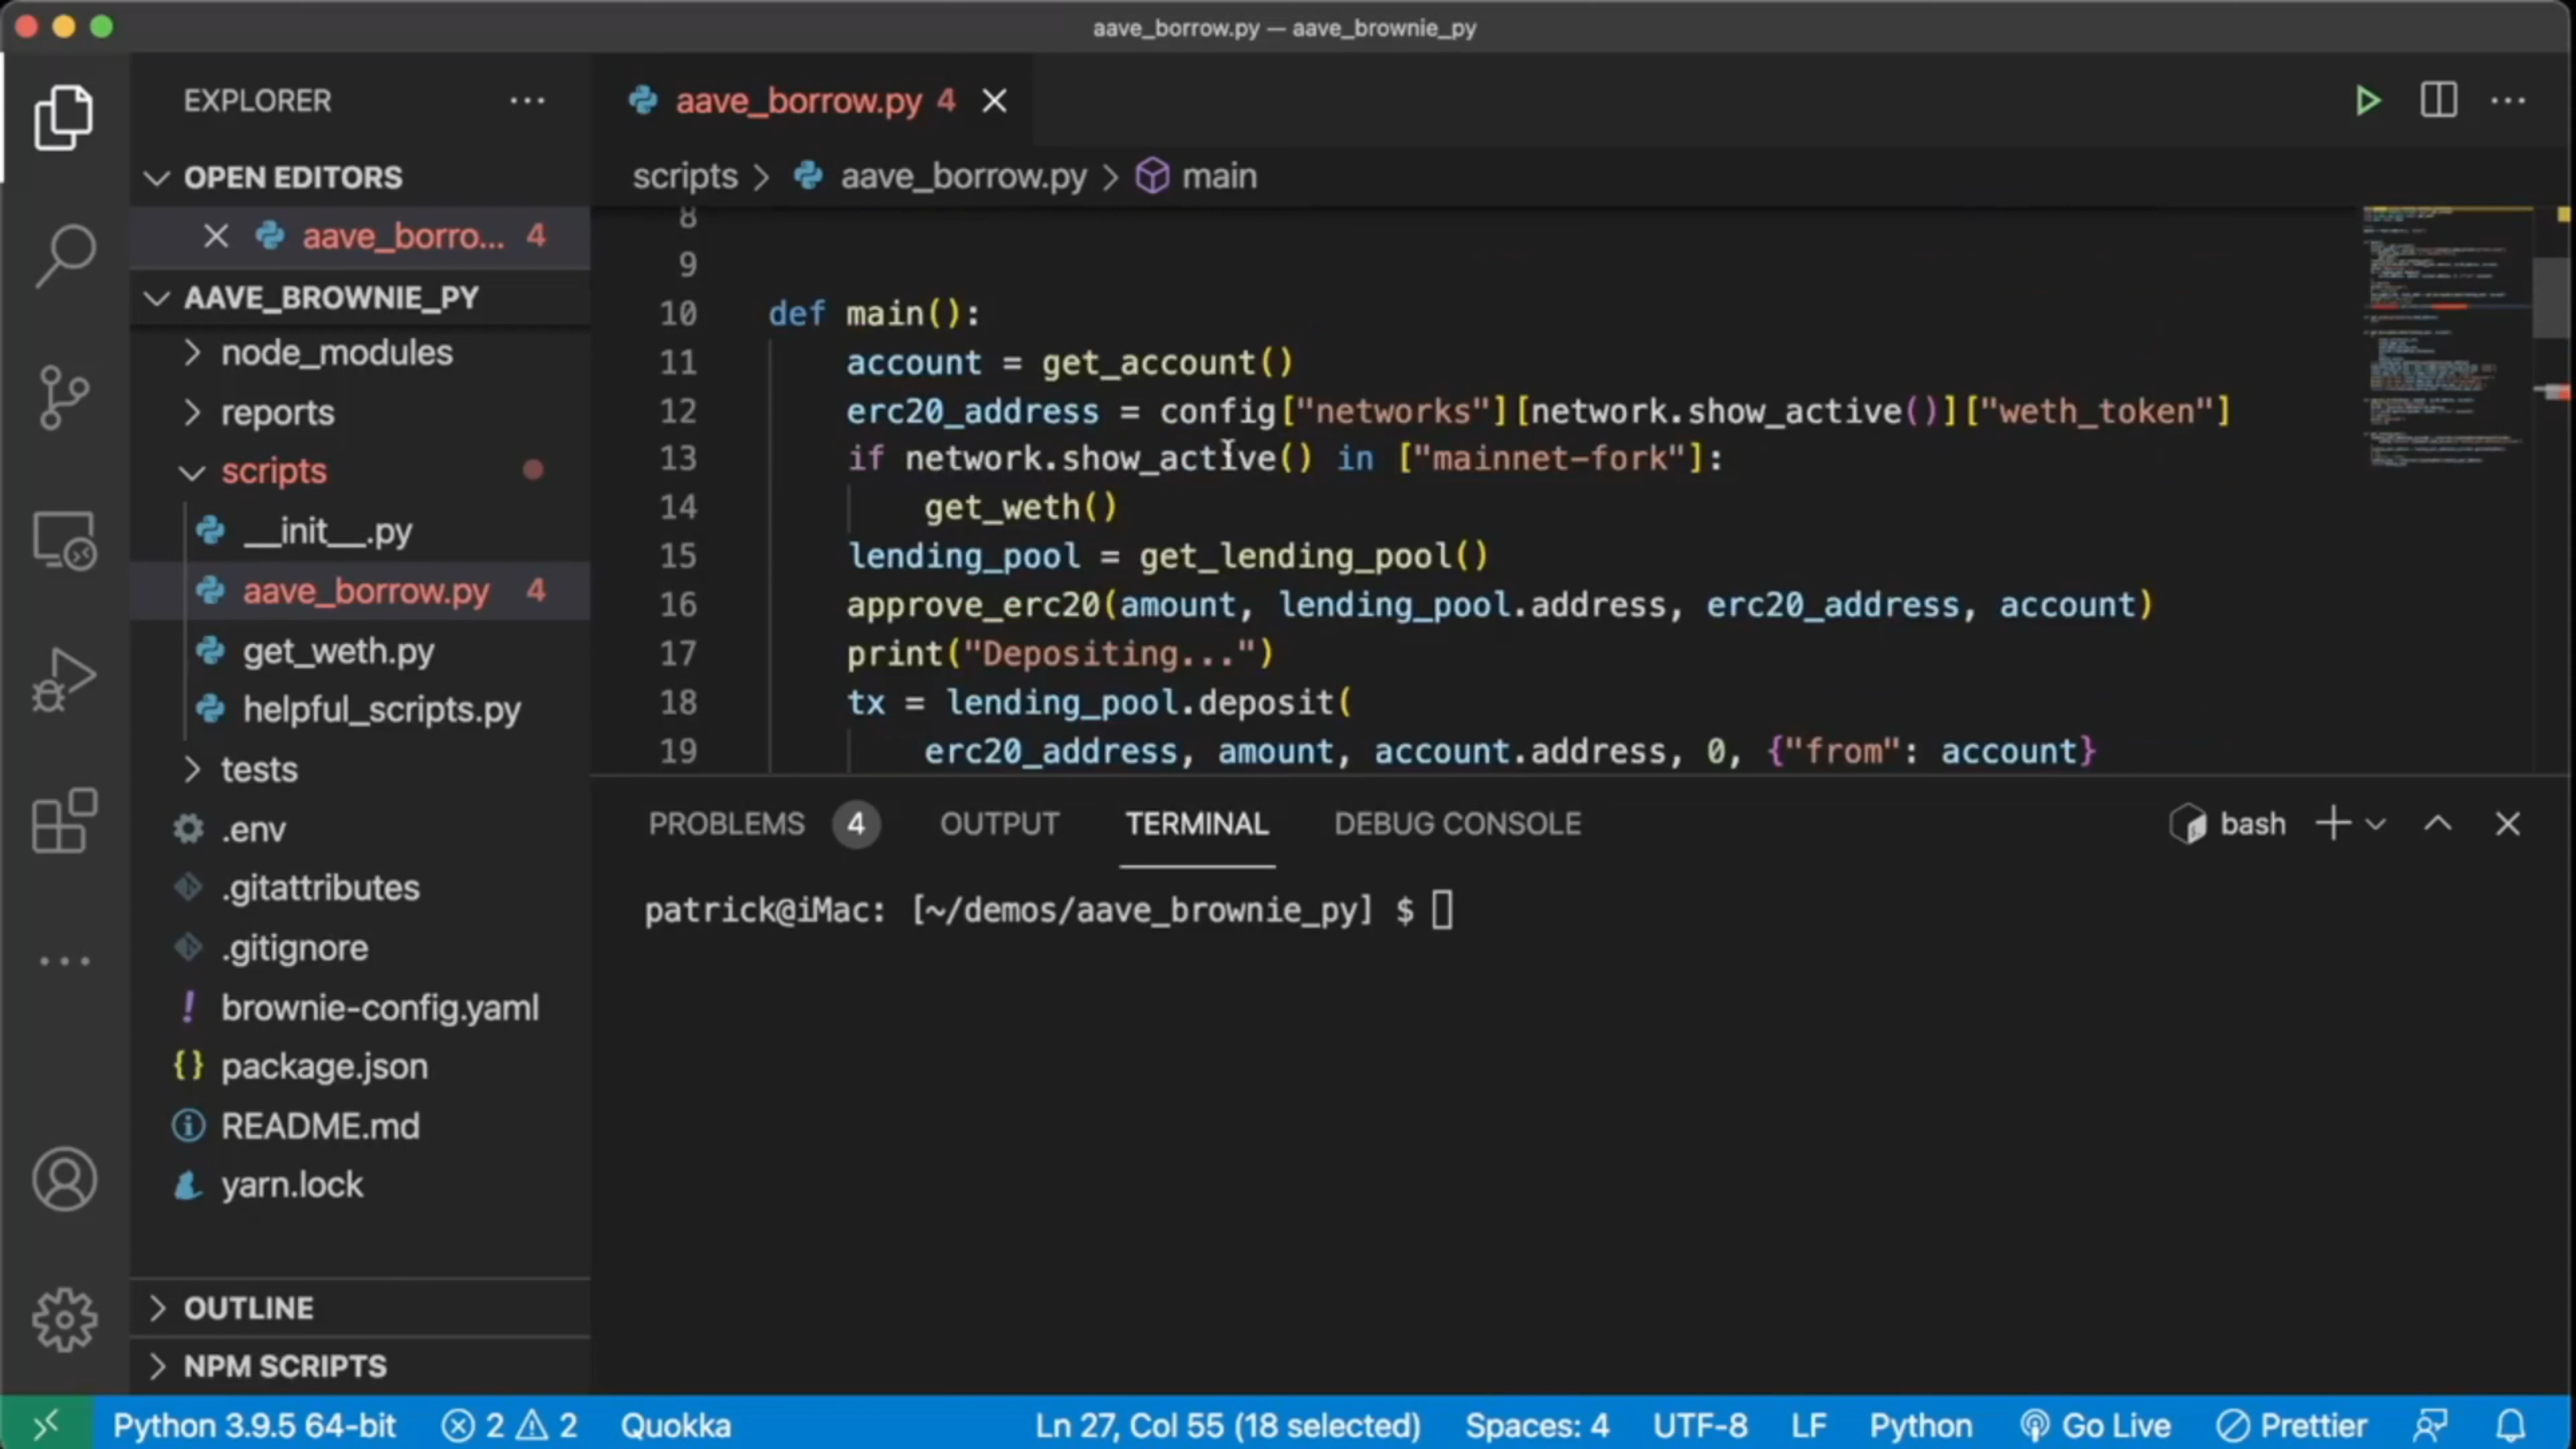 aave_borrow.py — aave_brownie_py
EXPLORER
aave_borrow.py 4
OPEN EDITORS
aave_borro... 4
AAVE_BROWNIE_PY
node_modules
reports
scripts
__init__.py
aave_borrow.py 4
get_weth.py
helpful_scripts.py
tests
.env
.gitattributes
.gitignore
brownie-config.yaml
package.json
README.md
yarn.lock
OUTLINE
NPM SCRIPTS
scripts > aave_borrow.py > main
8
9
10 def main():
11 account = get_account()
12 erc20_address = config["networks"][network.show_active()]["weth_token"]
13 if network.show_active() in ["mainnet-fork"]:
14 get_weth()
15 lending_pool = get_lending_pool()
16 approve_erc20(amount, lending_pool.address, erc20_address, account)
17 print("Depositing...")
18 tx = lending_pool.deposit(
19 erc20_address, amount, account.address, 0, {"from": account}
PROBLEMS 4 OUTPUT TERMINAL DEBUG CONSOLE bash
patrick@iMac: [~/demos/aave_brownie_py] $
Python 3.9.5 64-bit 2 2 Quokka Ln 27, Col 55 (18 selected) Spaces: 4 UTF-8 LF Python Go Live Prettier